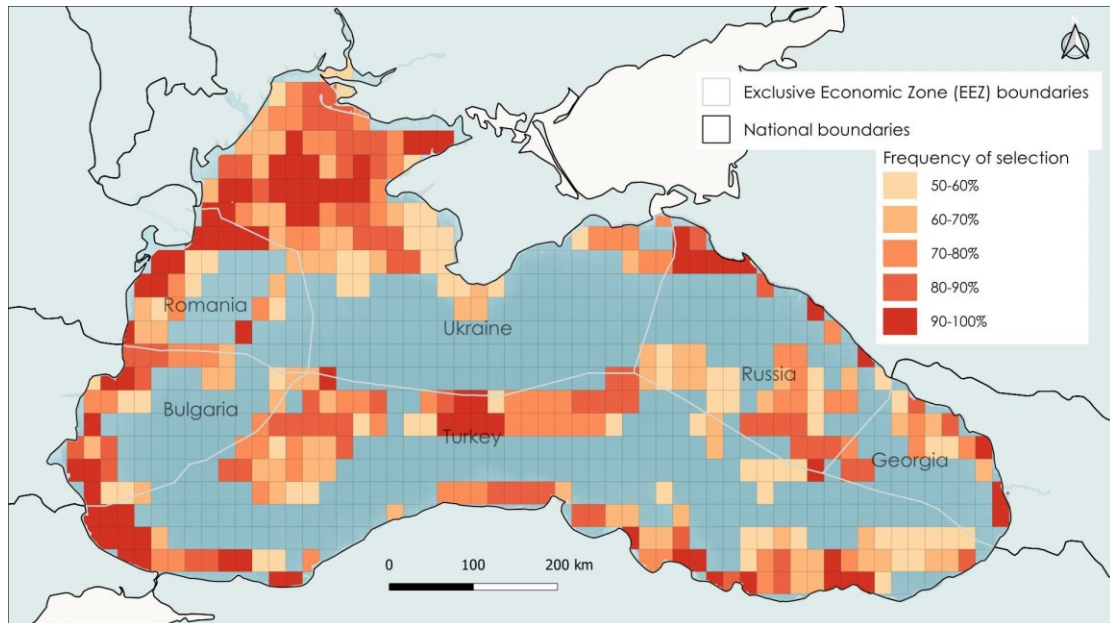 N
Exclusive Economic Zone (EEZ) boundaries
National boundaries
Frequency of selection
50-60%
60-70%
70-80%
80-90%
90-100%
Romania
Ukraine
Russia
Bulgaria
Turkey
Georgia
0 100 200 km